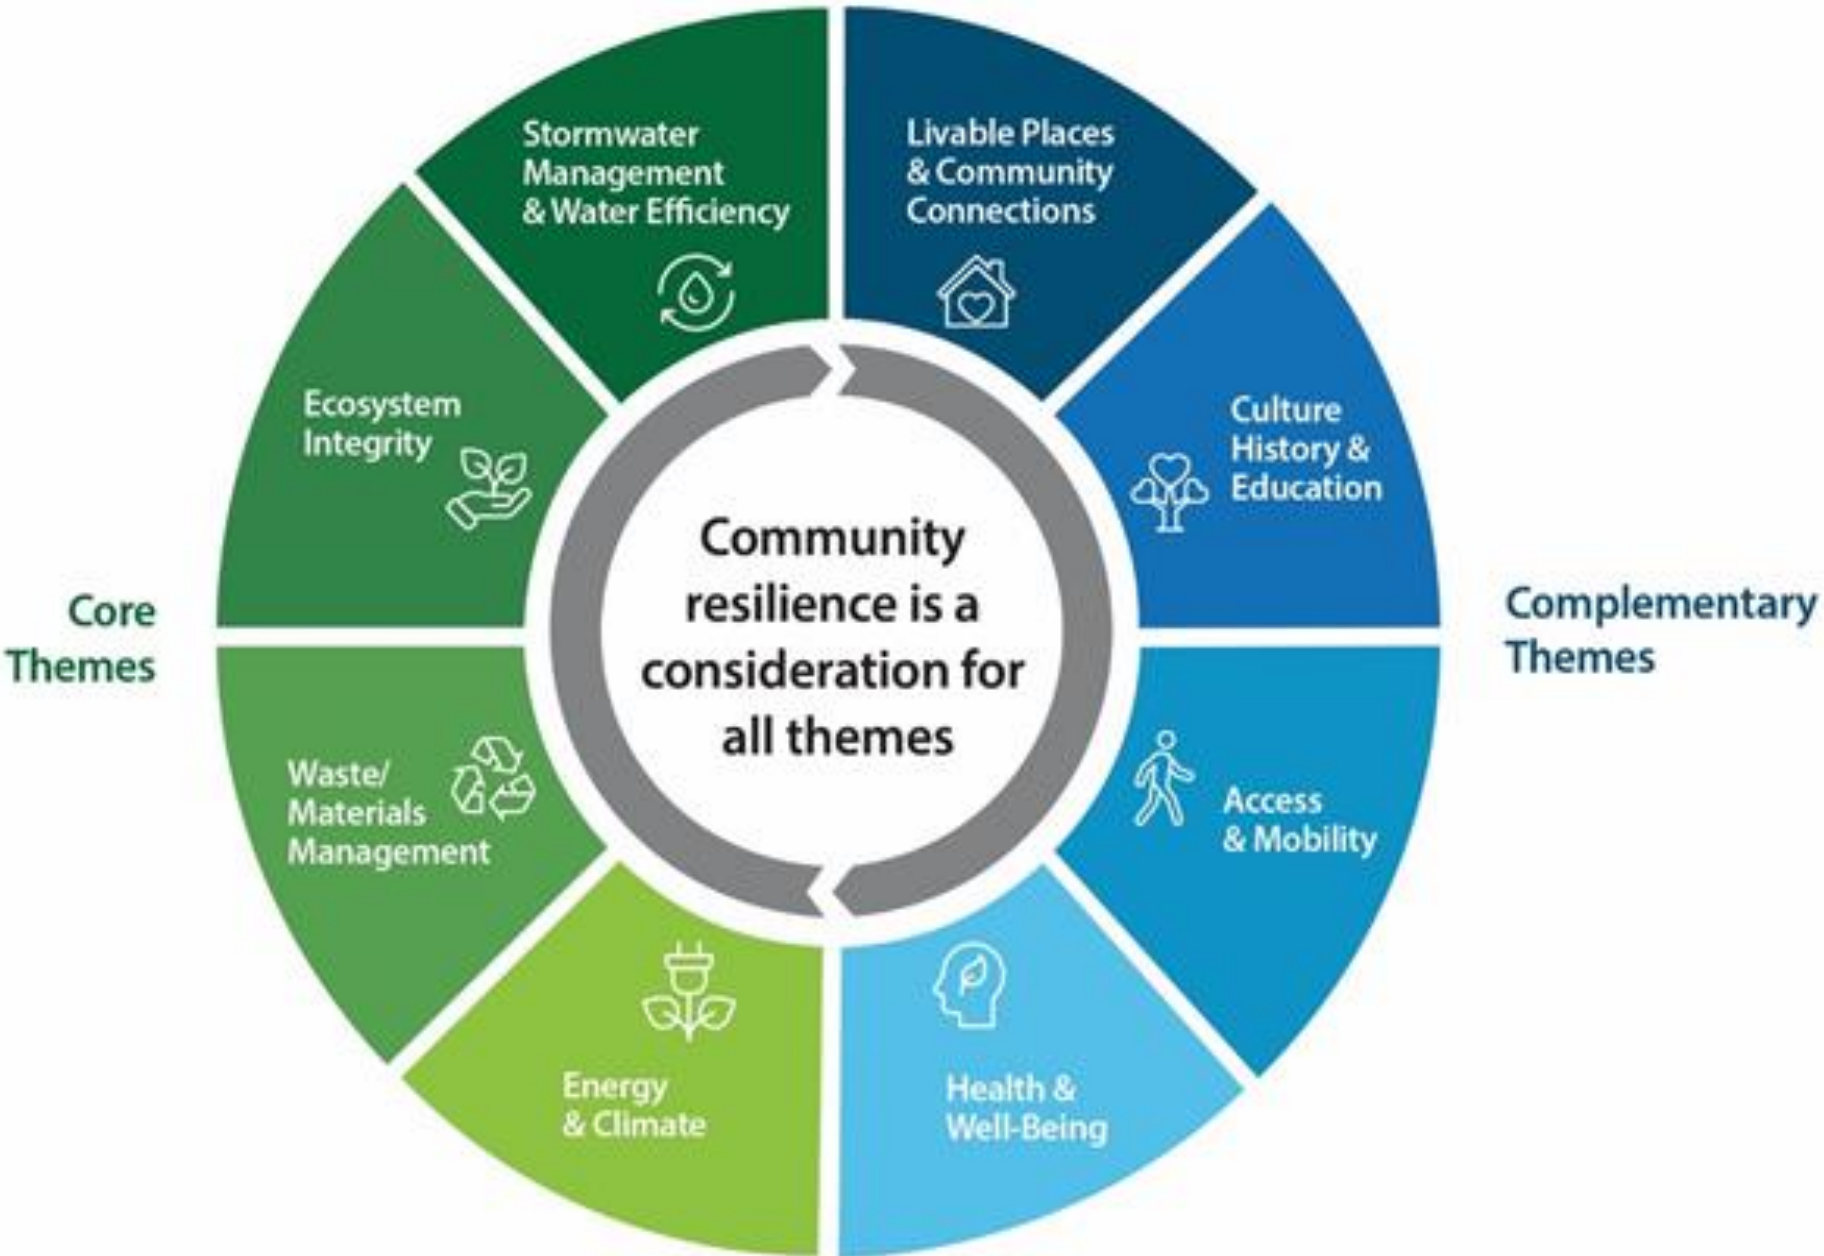 Stormwater
Management
& Water Efficiency
Livable Places
& Community
Connections
Ecosystem
Integrity
Culture
History &
Education
Core
Themes
Community
resilience is a
consideration for
all themes
Complementary
Themes
Waste/
Materials
Management
Access
& Mobility
Energy
& Climate
Health &
Well-Being